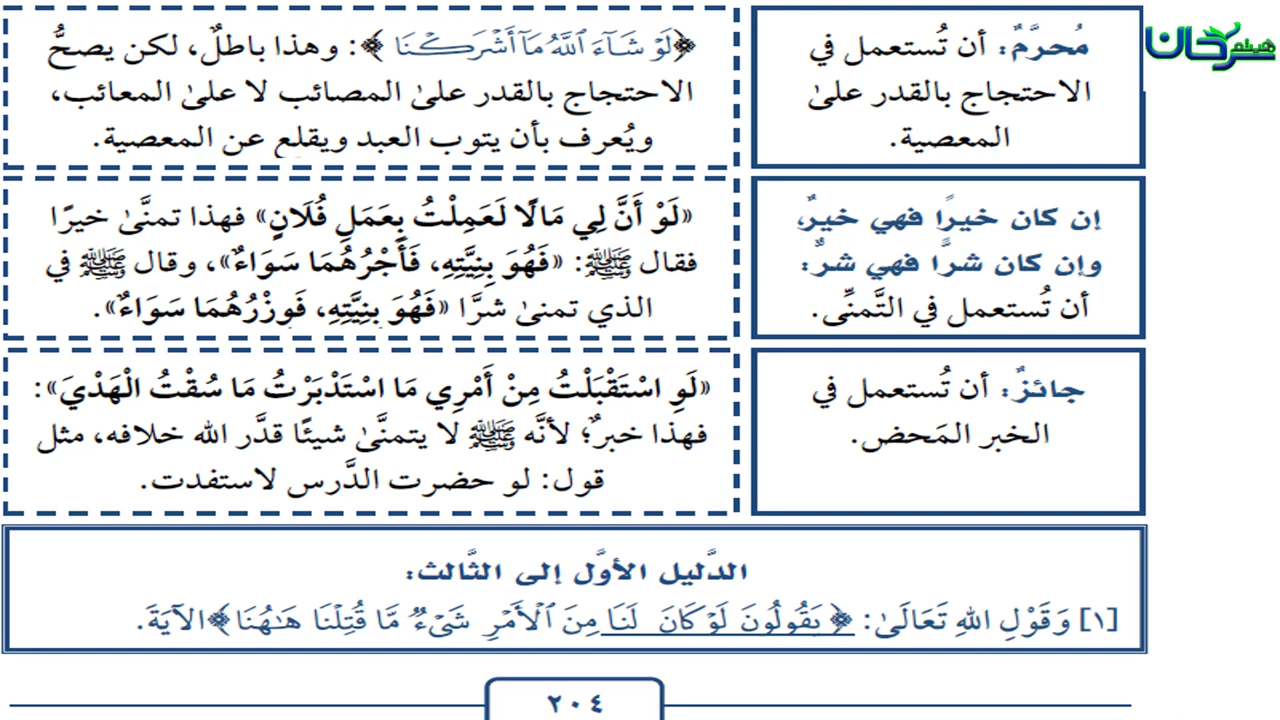 مُحرَّمٌ: أن تُستعمل في
الاحتجاج بالقدر علىٰ
المعصية.
﴿لَوۡ شَآءَ ٱللَّهُ مَآ أَشۡرَكۡنَا﴾: وهذا باطلٌ، لكن يصحُّ
الاحتجاج بالقدر علىٰ المصائب لا علىٰ المعائب،
ويُعرف بأن يتوب العبد ويقلع عن المعصية.
إن كان خيرًا فهي خيرٌ،
وإن كان شرًّا فهي شرٌّ:
أن تُستعمل في التَّمنِّي.
«لَوْ أَنَّ لِي مَالًا لَعَمِلْتُ بِعَمَلِ فُلَانٍ» فهذا تمنَّىٰ خيرًا
فقال ﷺ: «فَهُوَ بِنِيَّتِهِ، فَأَجْرُهُمَا سَوَاءٌ»، وقال ﷺ في
الذي تمنىٰ شرًّا «فَهُوَ بِنِيَّتِهِ، فَوِزْرُهُمَا سَوَاءٌ».
جائزٌ: أن تُستعمل في
الخبر المَحض.
«لَوِ اسْتَقْبَلْتُ مِنْ أَمْرِي مَا اسْتَدْبَرْتُ مَا سُقْتُ الْهَدْيَ»:
فهذا خبرٌ؛ لأنَّه ﷺ لا يتمنَّىٰ شيئًا قدَّر الله خلافه، مثل
قول: لو حضرت الدَّرس لاستفدت.
الدَّليل الأوَّل إلى الثَّالث:
[١] وَقَوْلِ اللهِ تَعَالَىٰ: ﴿يَقُولُونَ لَوۡ كَانَ لَنَا مِنَ ٱلۡأَمۡرِ شَيۡءٞ مَّا قُتِلۡنَا هَٰهُنَا﴾ الآيَةَ.
٢٠٤
هيثم سرحان